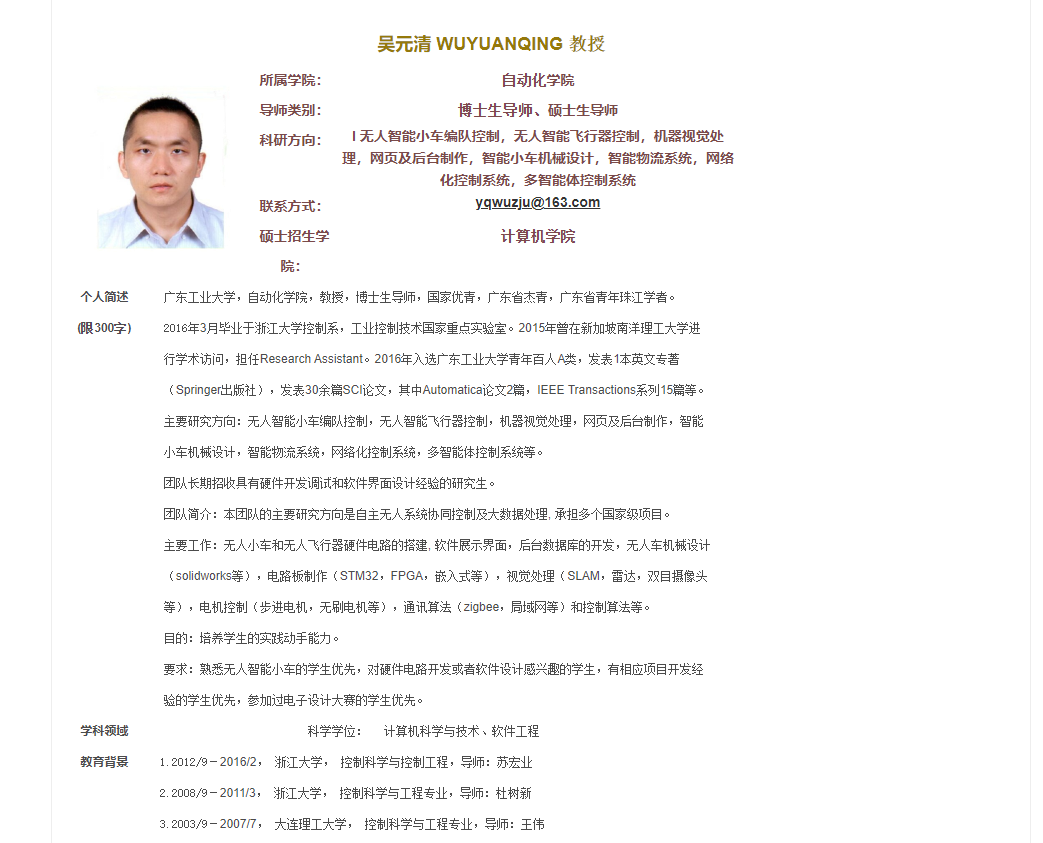 吴元清 WUYUANQING 教授
所属学院： 自动化学院
导师类别： 博士生导师、硕士生导师
科研方向： l 无人智能小车编队控制，无人智能飞行器控制，机器视觉处
理，网页及后台制作，智能小车机械设计，智能物流系统，网络
化控制系统，多智能体控制系统
联系方式： yqwuzju@163.com
硕士招生学 计算机学院
院：
个人简述 广东工业大学，自动化学院，教授，博士生导师，国家优青，广东省杰青，广东省青年珠江学者。
(限300字) 2016年3月毕业于浙江大学控制系，工业控制技术国家重点实验室。2015年曾在新加坡南洋理工大学进
行学术访问，担任Research Assistant。2016年入选广东工业大学青年百人A类，发表1本英文专著
（Springer出版社），发表30余篇SCI论文，其中Automatica论文2篇，IEEE Transactions系列15篇等。
主要研究方向：无人智能小车编队控制，无人智能飞行器控制，机器视觉处理，网页及后台制作，智能
小车机械设计，智能物流系统，网络化控制系统，多智能体控制系统等。
团队长期招收具有硬件开发调试和软件界面设计经验的研究生。
团队简介：本团队的主要研究方向是自主无人系统协同控制及大数据处理, 承担多个国家级项目。
主要工作：无人小车和无人飞行器硬件电路的搭建, 软件展示界面，后台数据库的开发，无人车机械设计
（solidworks等），电路板制作（STM32，FPGA，嵌入式等），视觉处理（SLAM，雷达，双目摄像头
等），电机控制（步进电机，无刷电机等），通讯算法（zigbee，局域网等）和控制算法等。
目的：培养学生的实践动手能力。
要求：熟悉无人智能小车的学生优先，对硬件电路开发或者软件设计感兴趣的学生，有相应项目开发经
验的学生优先，参加过电子设计大赛的学生优先。
学科领域 科学学位： 计算机科学与技术、软件工程
教育背景 1. 2012/9－2016/2， 浙江大学， 控制科学与控制工程，导师：苏宏业
2. 2008/9－2011/3， 浙江大学， 控制科学与工程专业，导师：杜树新
3. 2003/9－2007/7， 大连理工大学， 控制科学与工程专业，导师：王伟